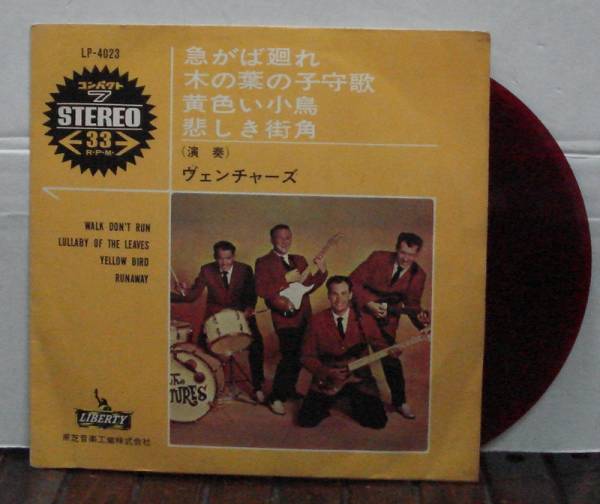 LP-4023
コンパクト
7
STEREO
33
R·P·M·
急がば廻れ
木の葉の子守歌
黄色い小鳥
悲しき街角
(演奏)
ヴェンチャーズ
WALK DON'T RUN
LULLABY OF THE LEAVES
YELLOW BIRD
RUNAWAY
The
TURES
LIBERTY
東芝音楽工業株式会社